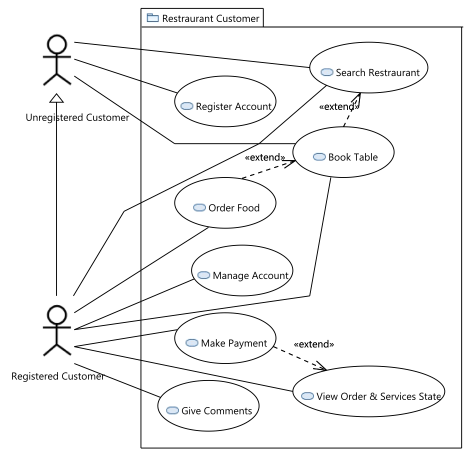 Restraurant Customer
Search Restraurant
«extend»
Register Account
Unregistered Customer
«extend»
Book Table
Order Food
Manage Account
Make Payment
«extend»
Registered Customer
View Order & Services State
Give Comments